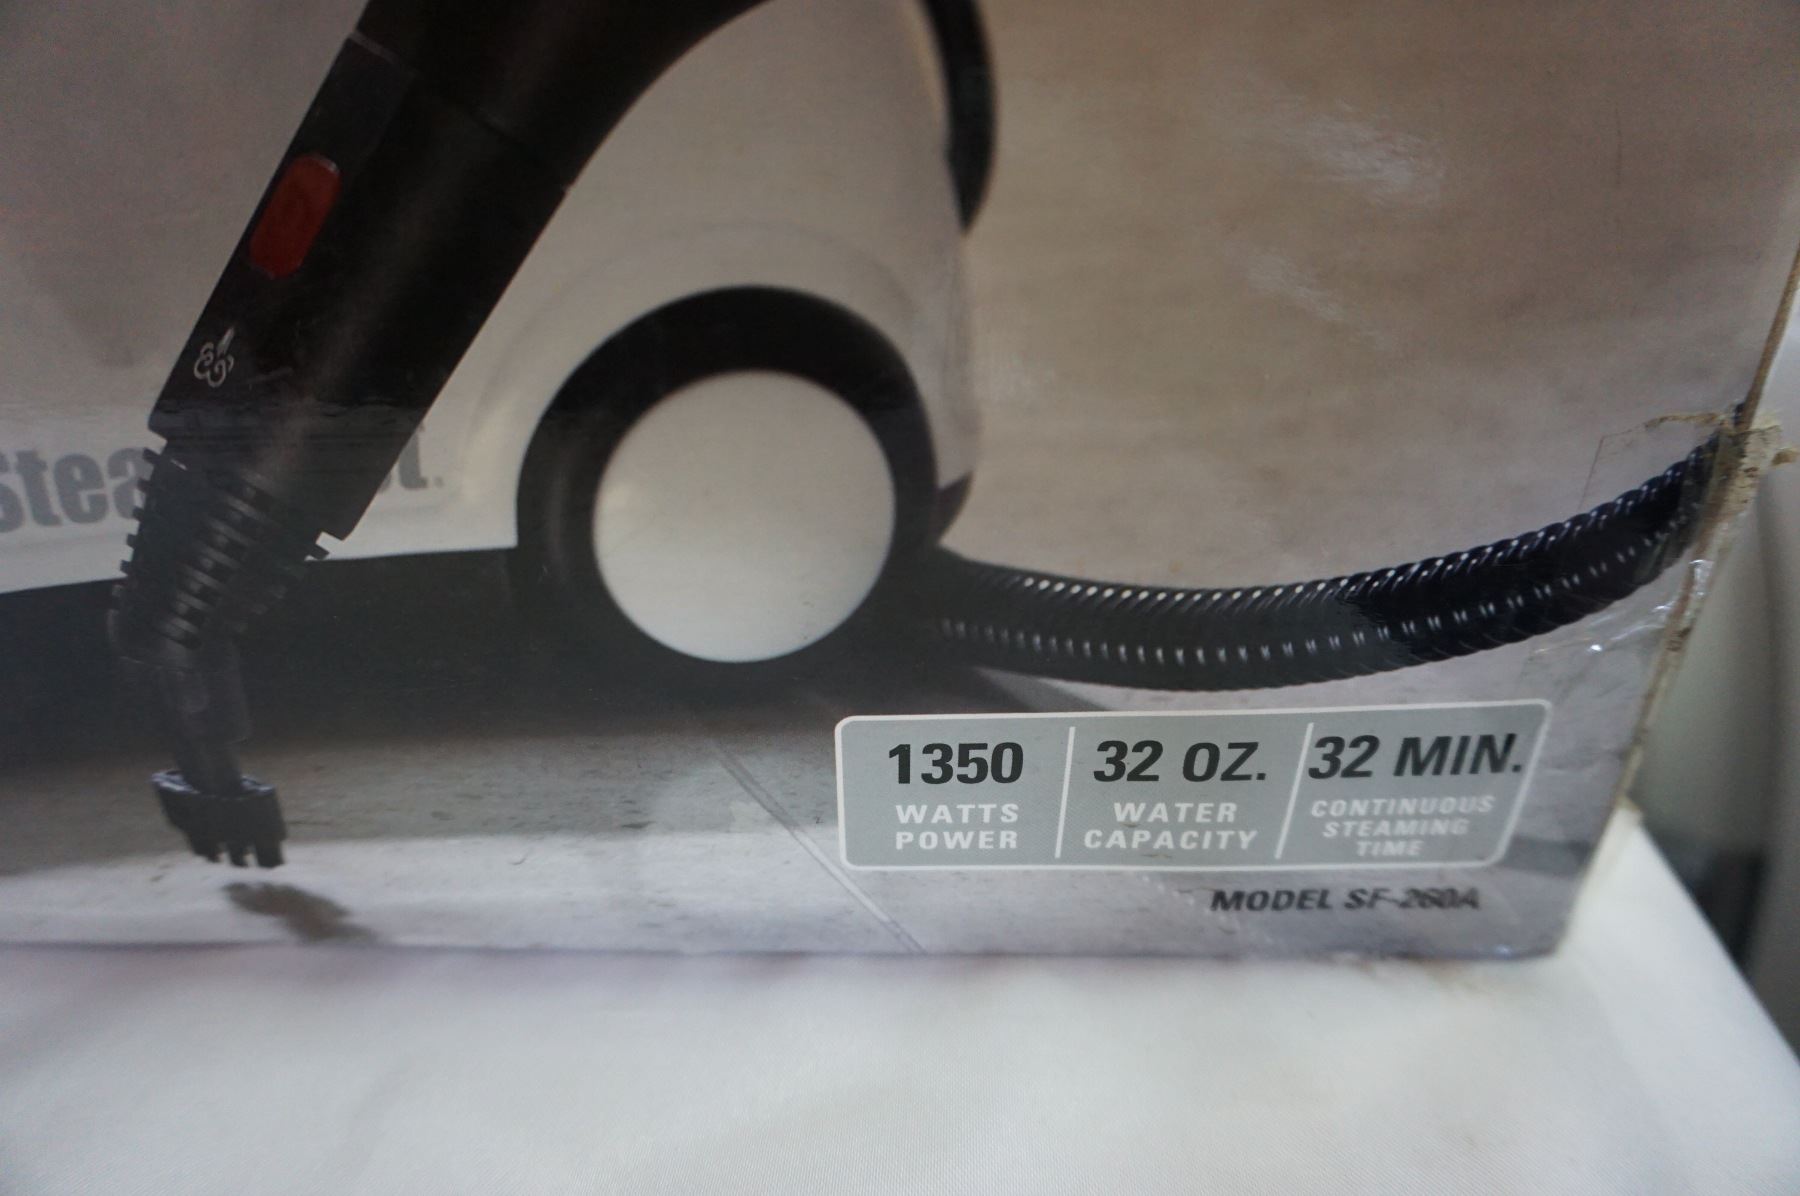 1350
WATTS
POWER
32 OZ.
WATER
CAPACITY
32 MIN.
CONTINUOUS
STEAMING
TIME
MODEL SF-260A